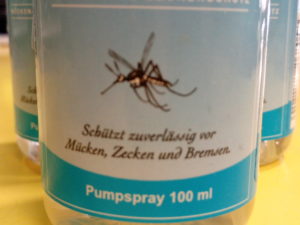 Schützt zuverlässig vor
Mücken, Zecken und Bremsen.
Pumpspray 100 ml